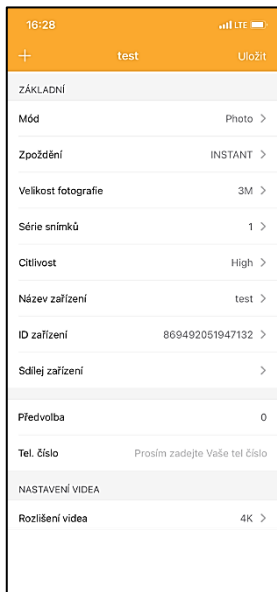 16:28 LTE
+ test Uložit
ZÁKLADNÍ
Mód Photo >
Zpoždění INSTANT >
Velikost fotografie 3M >
Série snímků 1 >
Citlivost High >
Název zařízení test >
ID zařízení 869492051947132 >
Sdílej zařízení >
Předvolba 0
Tel. číslo Prosím zadejte Vaše tel číslo
NASTAVENÍ VIDEA
Rozlišení videa 4K >